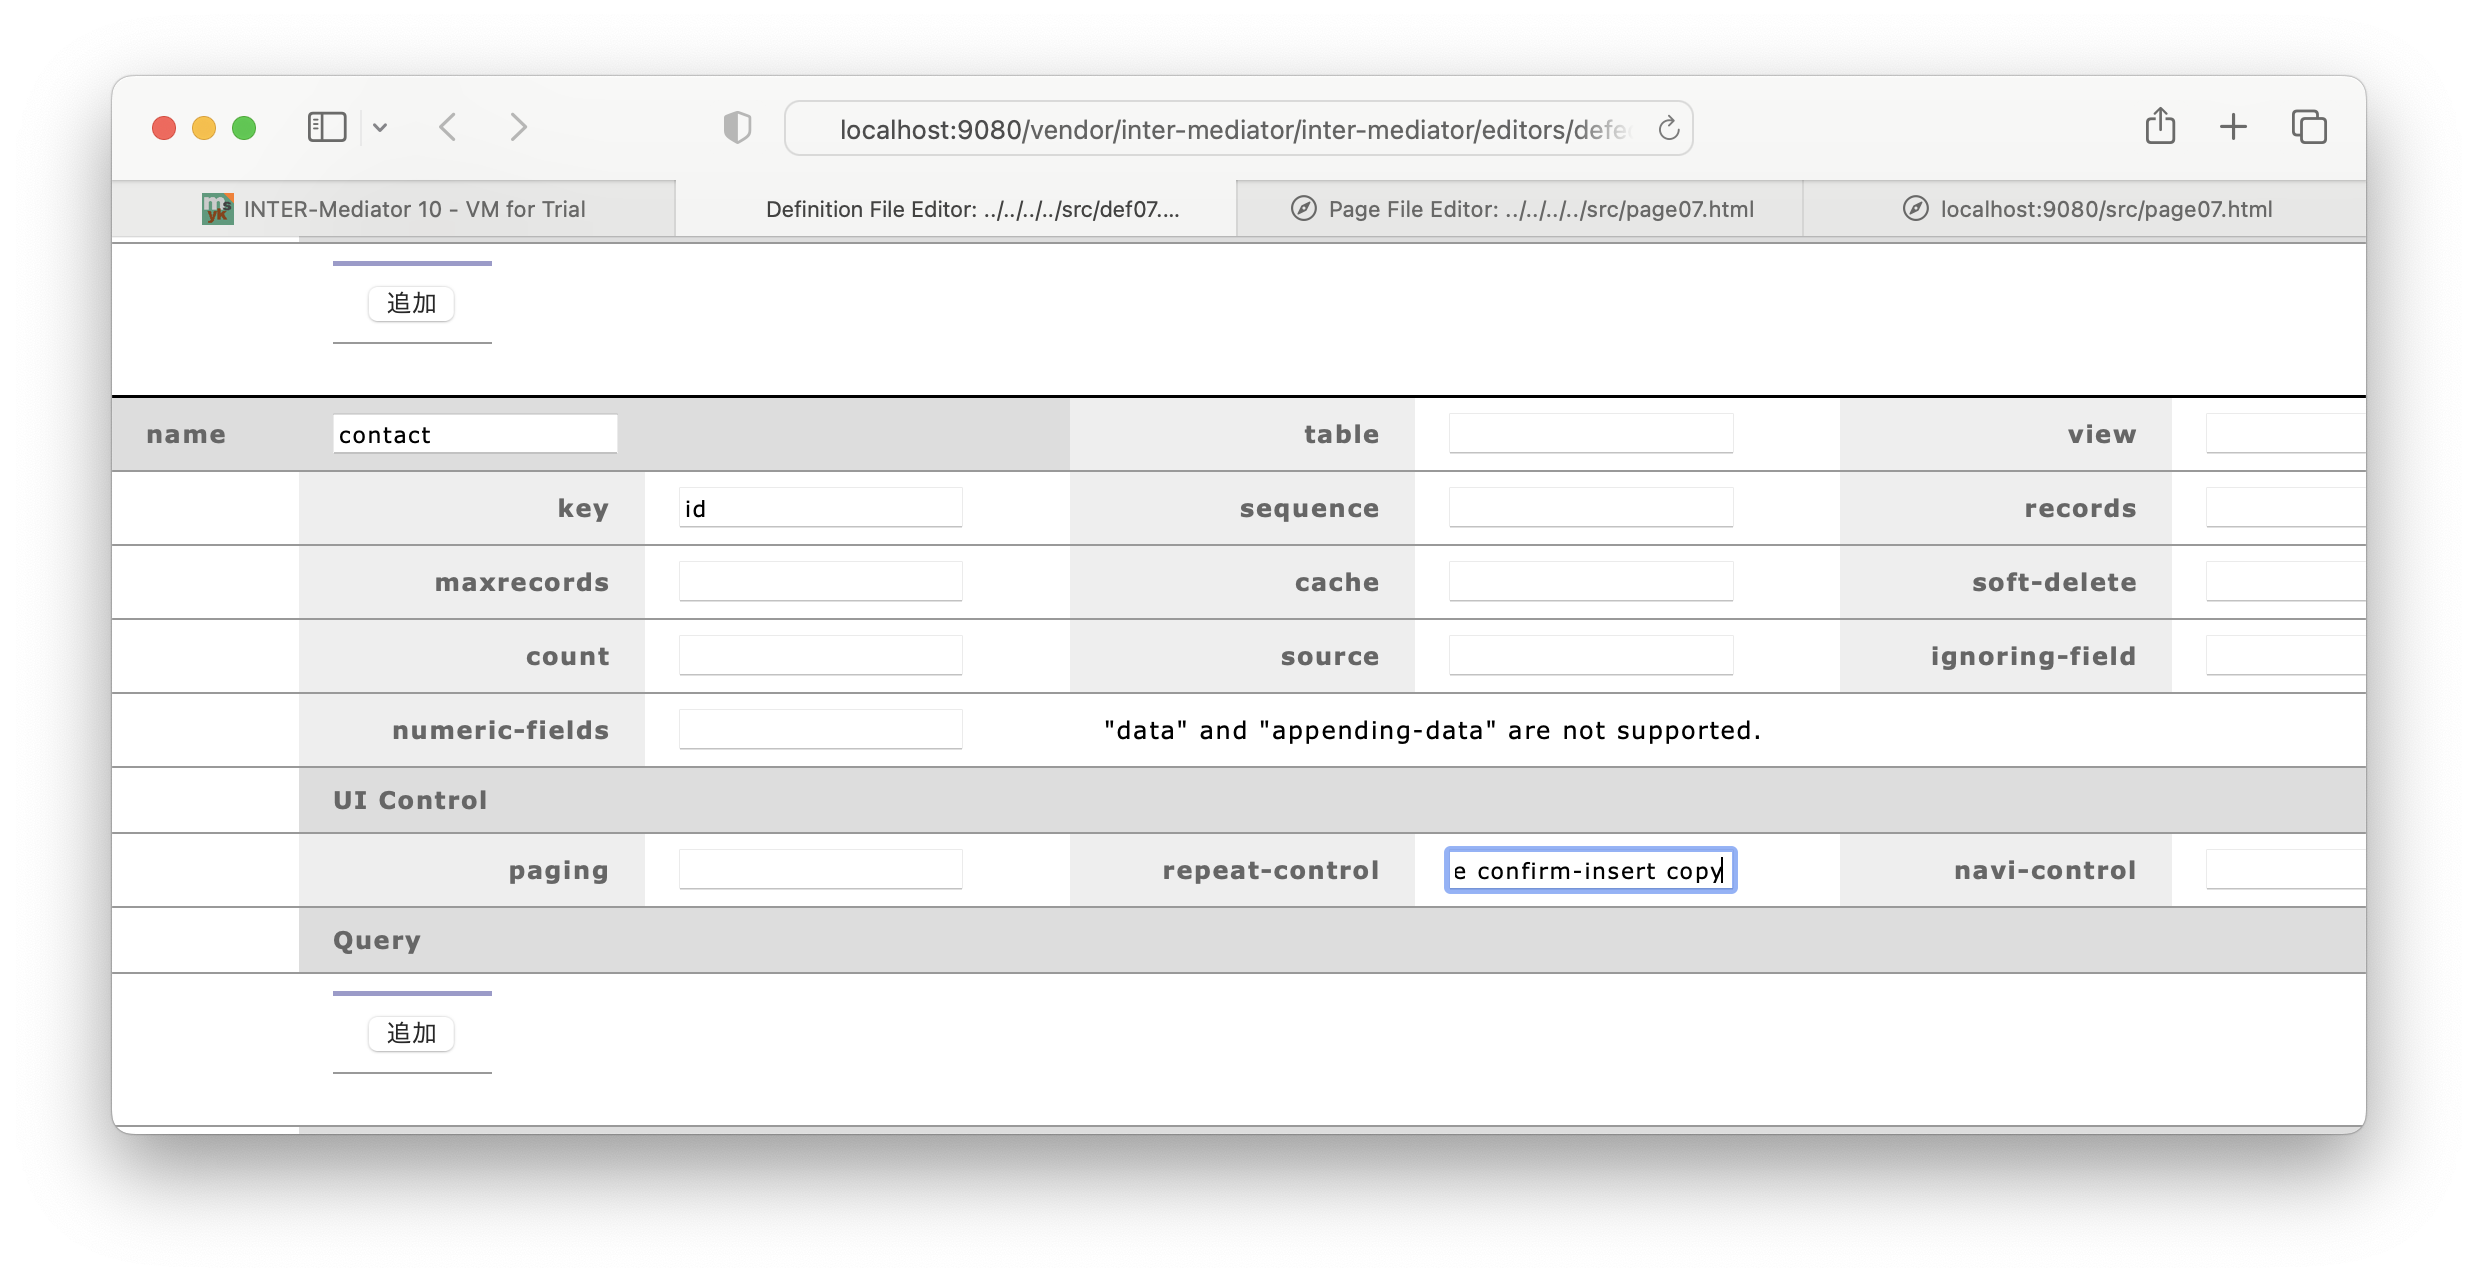 localhost:9080/vendor/inter-mediator/inter-mediator/editors/defe
INTER-Mediator 10 - VM for Trial
Definition File Editor: ../../../../src/def07....
Page File Editor: ../../../../src/page07.html
localhost:9080/src/page07.html
追加
name contact table view
key id sequence records
maxrecords cache soft-delete
count source ignoring-field
numeric-fields "data" and "appending-data" are not supported.
UI Control
paging repeat-control e confirm-insert copy navi-control
Query
追加